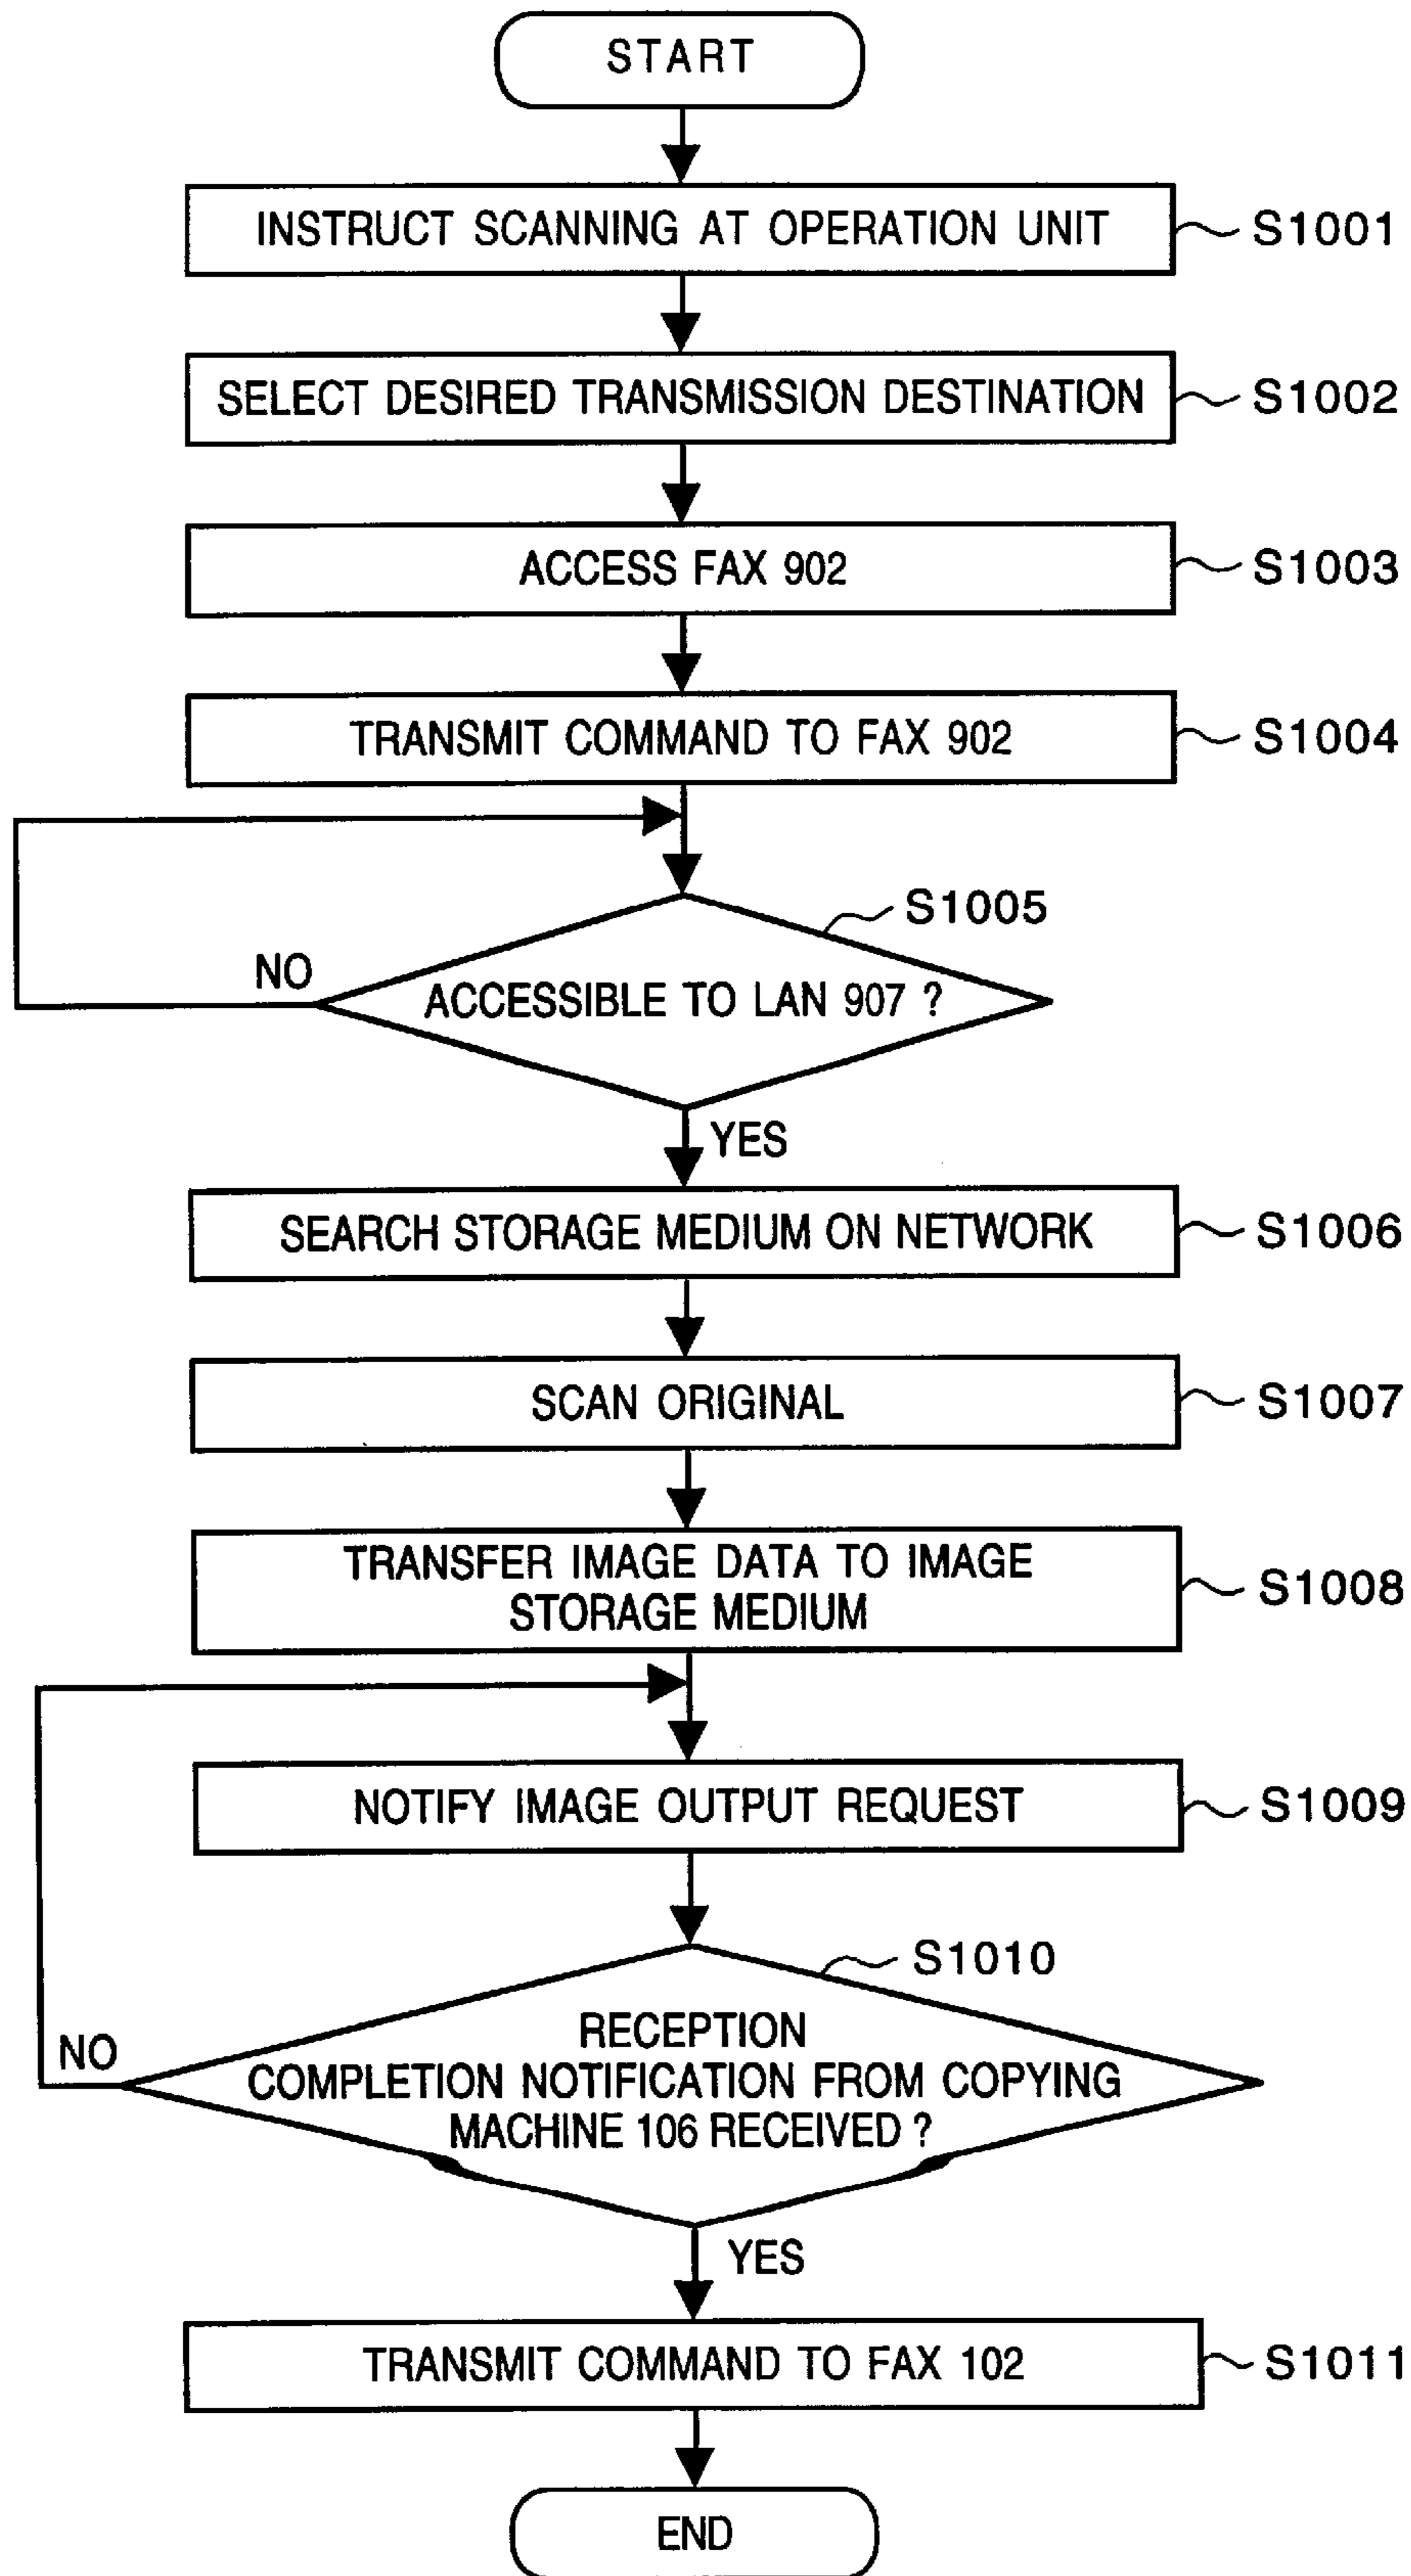 START
INSTRUCT SCANNING AT OPERATION UNIT
S1001
SELECT DESIRED TRANSMISSION DESTINATION
S1002
ACCESS FAX 902
S1003
TRANSMIT COMMAND TO FAX 902
S1004
S1005
NO
ACCESSIBLE TO LAN 907 ?
YES
SEARCH STORAGE MEDIUM ON NETWORK
S1006
SCAN ORIGINAL
S1007
TRANSFER IMAGE DATA TO IMAGE
STORAGE MEDIUM
S1008
NOTIFY IMAGE OUTPUT REQUEST
S1009
S1010
NO
RECEPTION
COMPLETION NOTIFICATION FROM COPYING
MACHINE 106 RECEIVED ?
YES
TRANSMIT COMMAND TO FAX 102
S1011
END